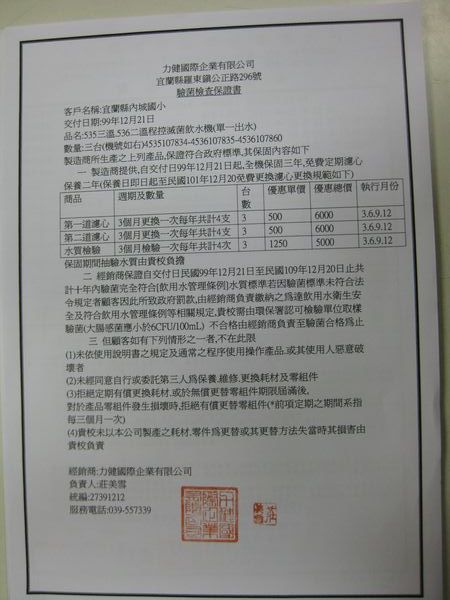 力健國際企業有限公司
宜蘭縣羅東鎮公正路296號
驗菌檢查保證書
客戶名稱:宜蘭縣內城國小
交付日期:99年12月21日
品名:535三溫,536二溫程控滅菌飲水機(單一出水)
數量:三台(機號如右)4535107834-4535107835-4536107860
製造商所生產之上列產品,保證符合政府標準,其保固內容如下
一 製造商提供,自交付日99年12月21日起,全機保固三年,免費定期濾心
保養二年(保養日即日起至民國101年12月20免費更換濾心更換規範如下)
商品 週期及數量 台數 優惠單價 優惠總價 執行月份
第一道濾心 3個月更換一次每年共計4支 3 500 6000 3.6.9.12
第二道濾心 3個月更換一次每年共計4支 3 500 6000 3.6.9.12
水質檢驗 3個月檢驗一次每年共計4次 3 1250 5000 3.6.9.12
保固期間抽驗水質由貴校負擔
二 經銷商保證自交付日民國99年12月21日至民國109年12月20日止共
計十年內驗菌完全符合(飲用水管理條例)水質標準若因驗菌標準未符合法
令規定者顧客因此所致政府罰款,由經銷商負責繳納之為達飲用水衛生安
全及符合飲用水管理條例等相關規定,貴校需由環保署認可檢驗單位取樣
驗菌(大腸感菌應小於6CFU/100mL) 不合格由經銷商負責至驗菌合格為止
三 但顧客如有下列情形之一者,不在此限
(1)未依使用說明書之規定及通常之程序使用操作產品,或其使用人惡意破
壞者
(2)未經同意自行或委託第三人為保養,維修,更換耗材及零組件
(3)拒絕定期有償更換耗材,或於無償更替零組件期限屆滿後,
對於產零組件發生損壞時,拒絕有償更替零組件(*前項定期之期間系指
每三個月一次)
(4)貴校未以本公司製產之耗材.零件為更替或其更替方法失當時其損害由
貴校負責
經銷商:力健國際企業有限公司
負責人:莊美雪
統編:27391212
服務電話:039-557339